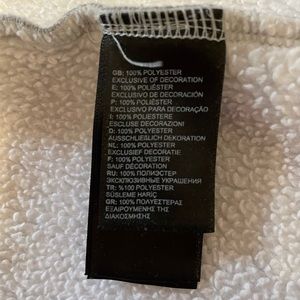 GB: 100% POLYESTER
EXCLUSIVE OF DECORATION
E: 100% POLIÉSTER
EXCLUSIVO DE DECORACIÓN
P: 100% POLIÉSTER
EXCLUSIVO PARA DECORAÇÃO
I: 100% POLIESTERE
ESCLUSE DECORAZIONI
D: 100% POLYESTER
AUSSCHLIEßLICH DEKORATION
NL: 100% POLYESTER
EXCLUSIEF DECORATIE
F: 100% POLYESTER
SAUF DÉCORATION
RU: 100% ПОЛИЭСТЕР
ЭКСКЛЮЗИВНЫЕ УКРАШЕНИЯ
TR: %100 POLYESTER
SÜSLEME HARİÇ
GR: 100% ΠΟΛΥΕΣΤΕΡΑΣ
ΕΞΑΙΡΟΥΜΕΝΗΣ ΤΗΣ
ΔΙΑΚΟΣΜΗΣΗΣ